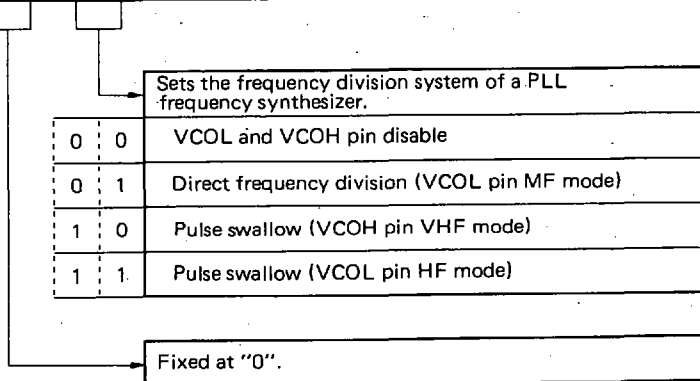 Sets the frequency division system of a PLL
frequency synthesizer.
0 0 VCOL and VCOH pin disable
0 1 Direct frequency division (VCOL pin MF mode)
1 0 Pulse swallow (VCOH pin VHF mode)
1 1 Pulse swallow (VCOL pin HF mode)
Fixed at "0".